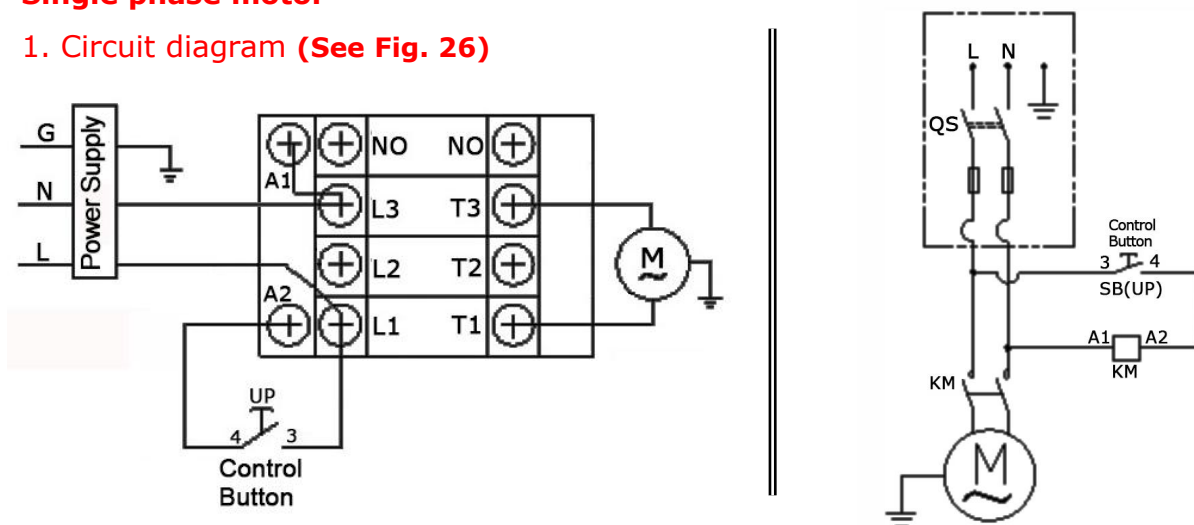 Single phase motor
1. Circuit diagram (See Fig. 26)
G
N
L
Power Supply
A1
A2
NO NO
L3 T3
L2 T2
L1 T1
M
UP
4 3
Control
Button
L N
QS
Control
Button
3 4
SB(UP)
A1 A2
KM
KM
M